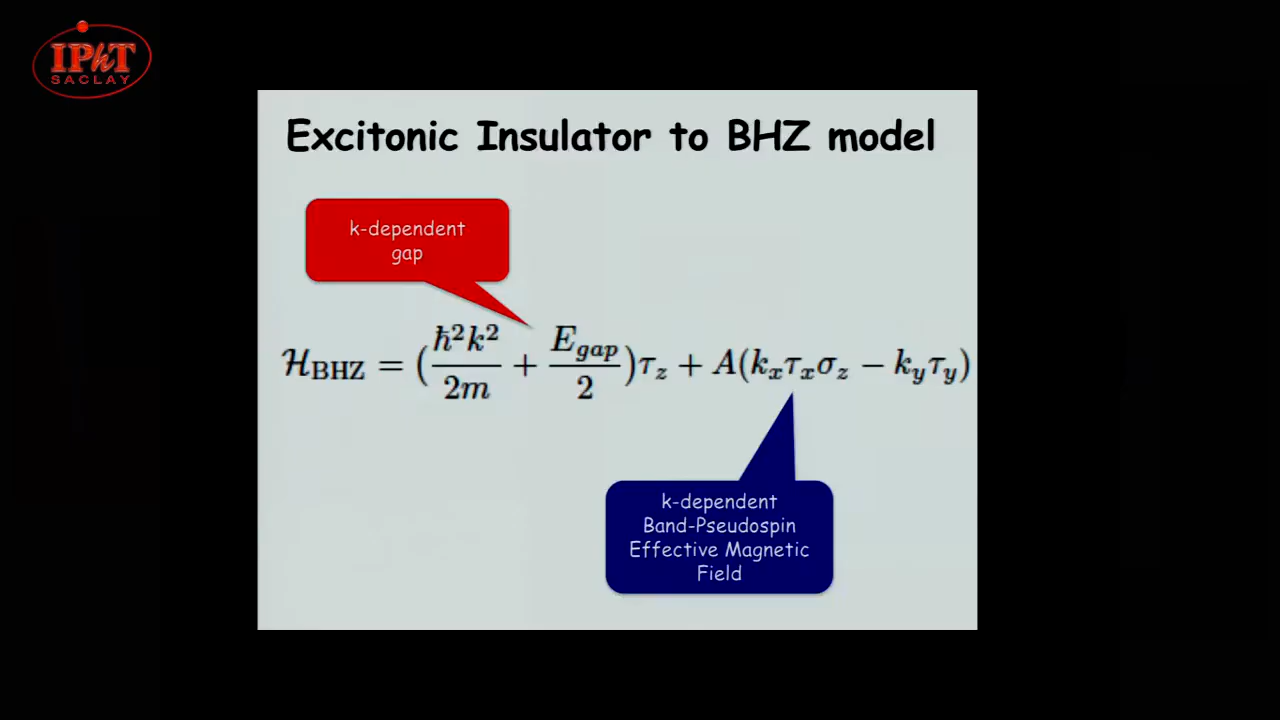 IPhT
SACLAY
Excitonic Insulator to BHZ model
k-dependent
gap
$\mathcal{H}_{\mathrm{BHZ}} = (\frac{\hbar^2 k^2}{2m} + \frac{E_{gap}}{2})\tau_z + A(k_x \tau_x \sigma_z - k_y \tau_y)$
k-dependent
Band-Pseudospin
Effective Magnetic
Field